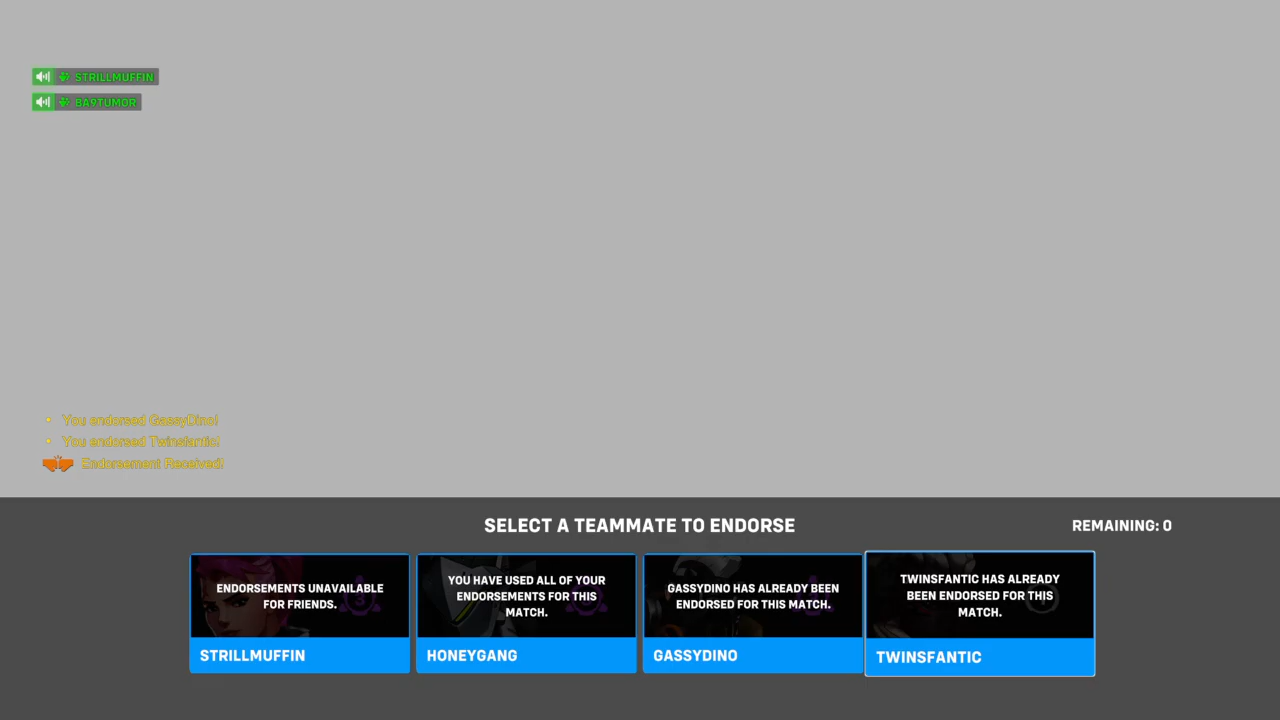 STRILLMUFFIN
BA9TUMOR
You endorsed GassyDino!
You endorsed Twinsfantic!
Endorsement Received!
SELECT A TEAMMATE TO ENDORSE
REMAINING: 0
ENDORSEMENTS UNAVAILABLE
FOR FRIENDS.
STRILLMUFFIN
YOU HAVE USED ALL OF YOUR
ENDORSEMENTS FOR THIS
MATCH.
HONEYGANG
GASSYDINO HAS ALREADY BEEN
ENDORSED FOR THIS MATCH.
GASSYDINO
TWINSFANTIC HAS ALREADY
BEEN ENDORSED FOR THIS
MATCH.
TWINSFANTIC